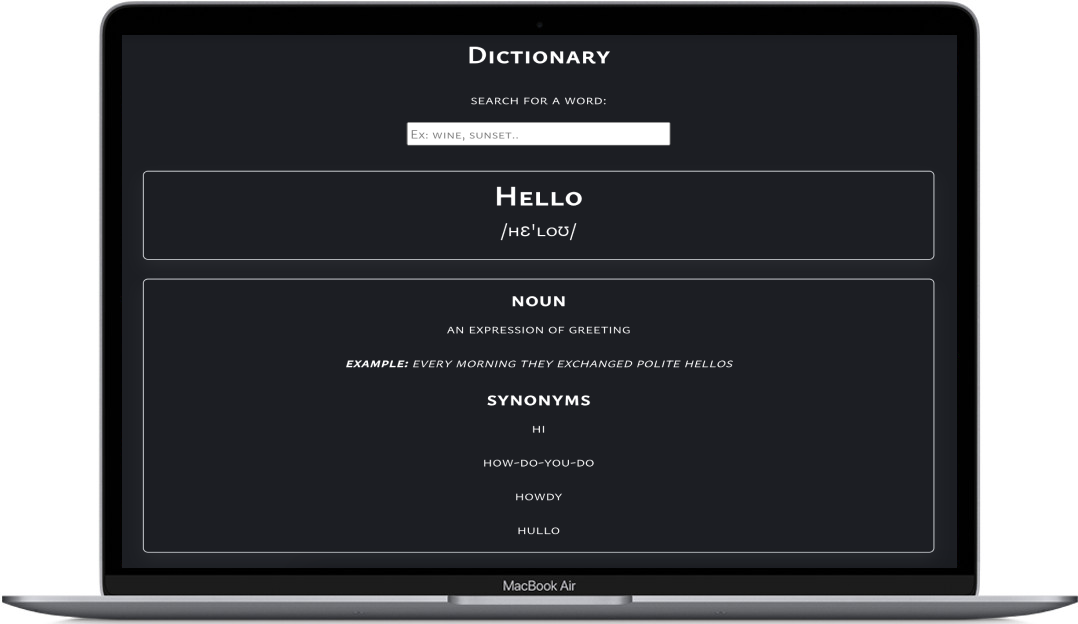 Dictionary
search for a word:
Ex: wine, sunset..
Hello
/hɛˈloʊ/
noun
an expression of greeting
example: every morning they exchanged polite hellos
synonyms
hi
how-do-you-do
howdy
hullo
MacBook Air